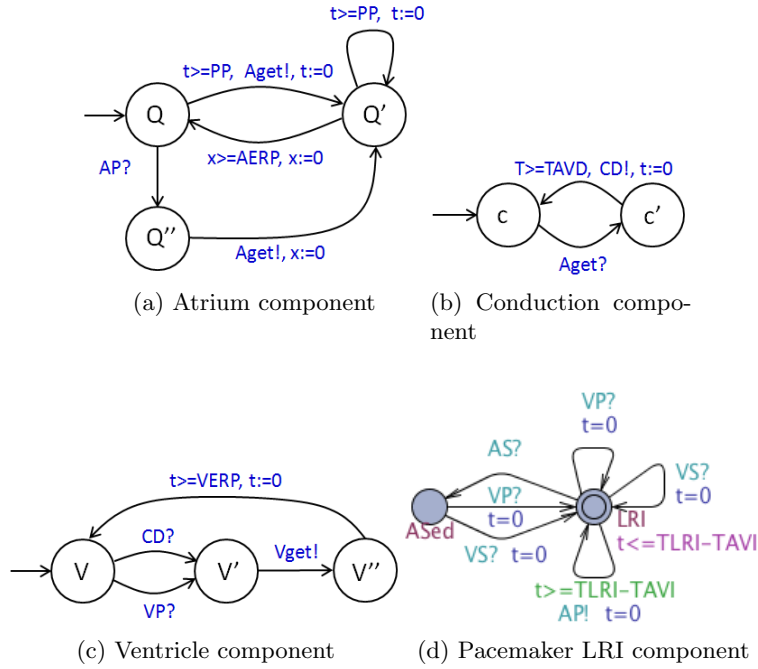 t>=PP, t:=0
t>=PP, Aget!, t:=0
Q
Q'
x>=AERP, x:=0
AP?
Q''
Aget!, x:=0
T>=TAVD, CD!, t:=0
c
c'
Aget?
(a) Atrium component
(b) Conduction compo-
nent
t>=VERP, t:=0
CD?
Vget!
V
V'
V''
VP?
VP?
t=0
AS?
VS?
t=0
VP?
t=0
ASed
LRI
t<=TLRI-TAVI
VS? t=0
t>=TLRI-TAVI
AP! t=0
(c) Ventricle component
(d) Pacemaker LRI component